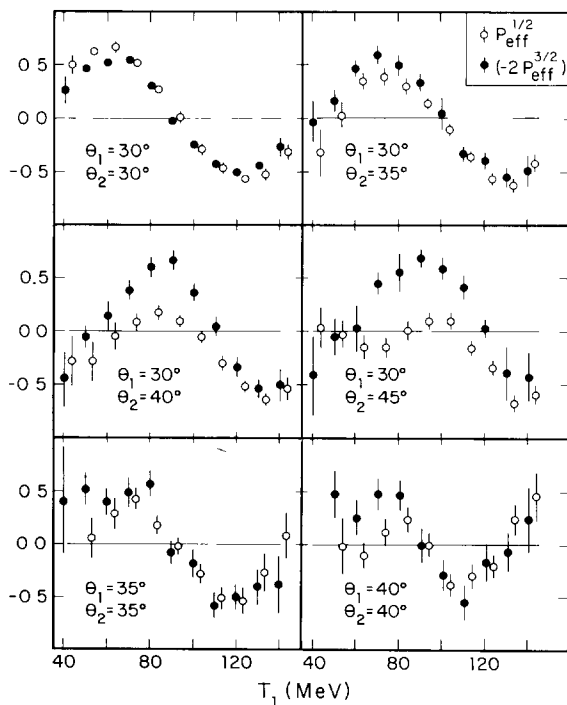 0 5
0 0
-0 5
θ₁ = 30°
θ₂ = 30°
○ P_eff^1/2
● (-2 P_eff^3/2)
θ₁ = 30°
θ₂ = 35°
0.5
0 0
-0 5
θ₁ = 30°
θ₂ = 40°
θ₁ = 30°
θ₂ = 45°
0 5
0 0
-0 5
θ₁ = 35°
θ₂ = 35°
θ₁ = 40°
θ₂ = 40°
40 80 120 40 80 120
T₁ (MeV)